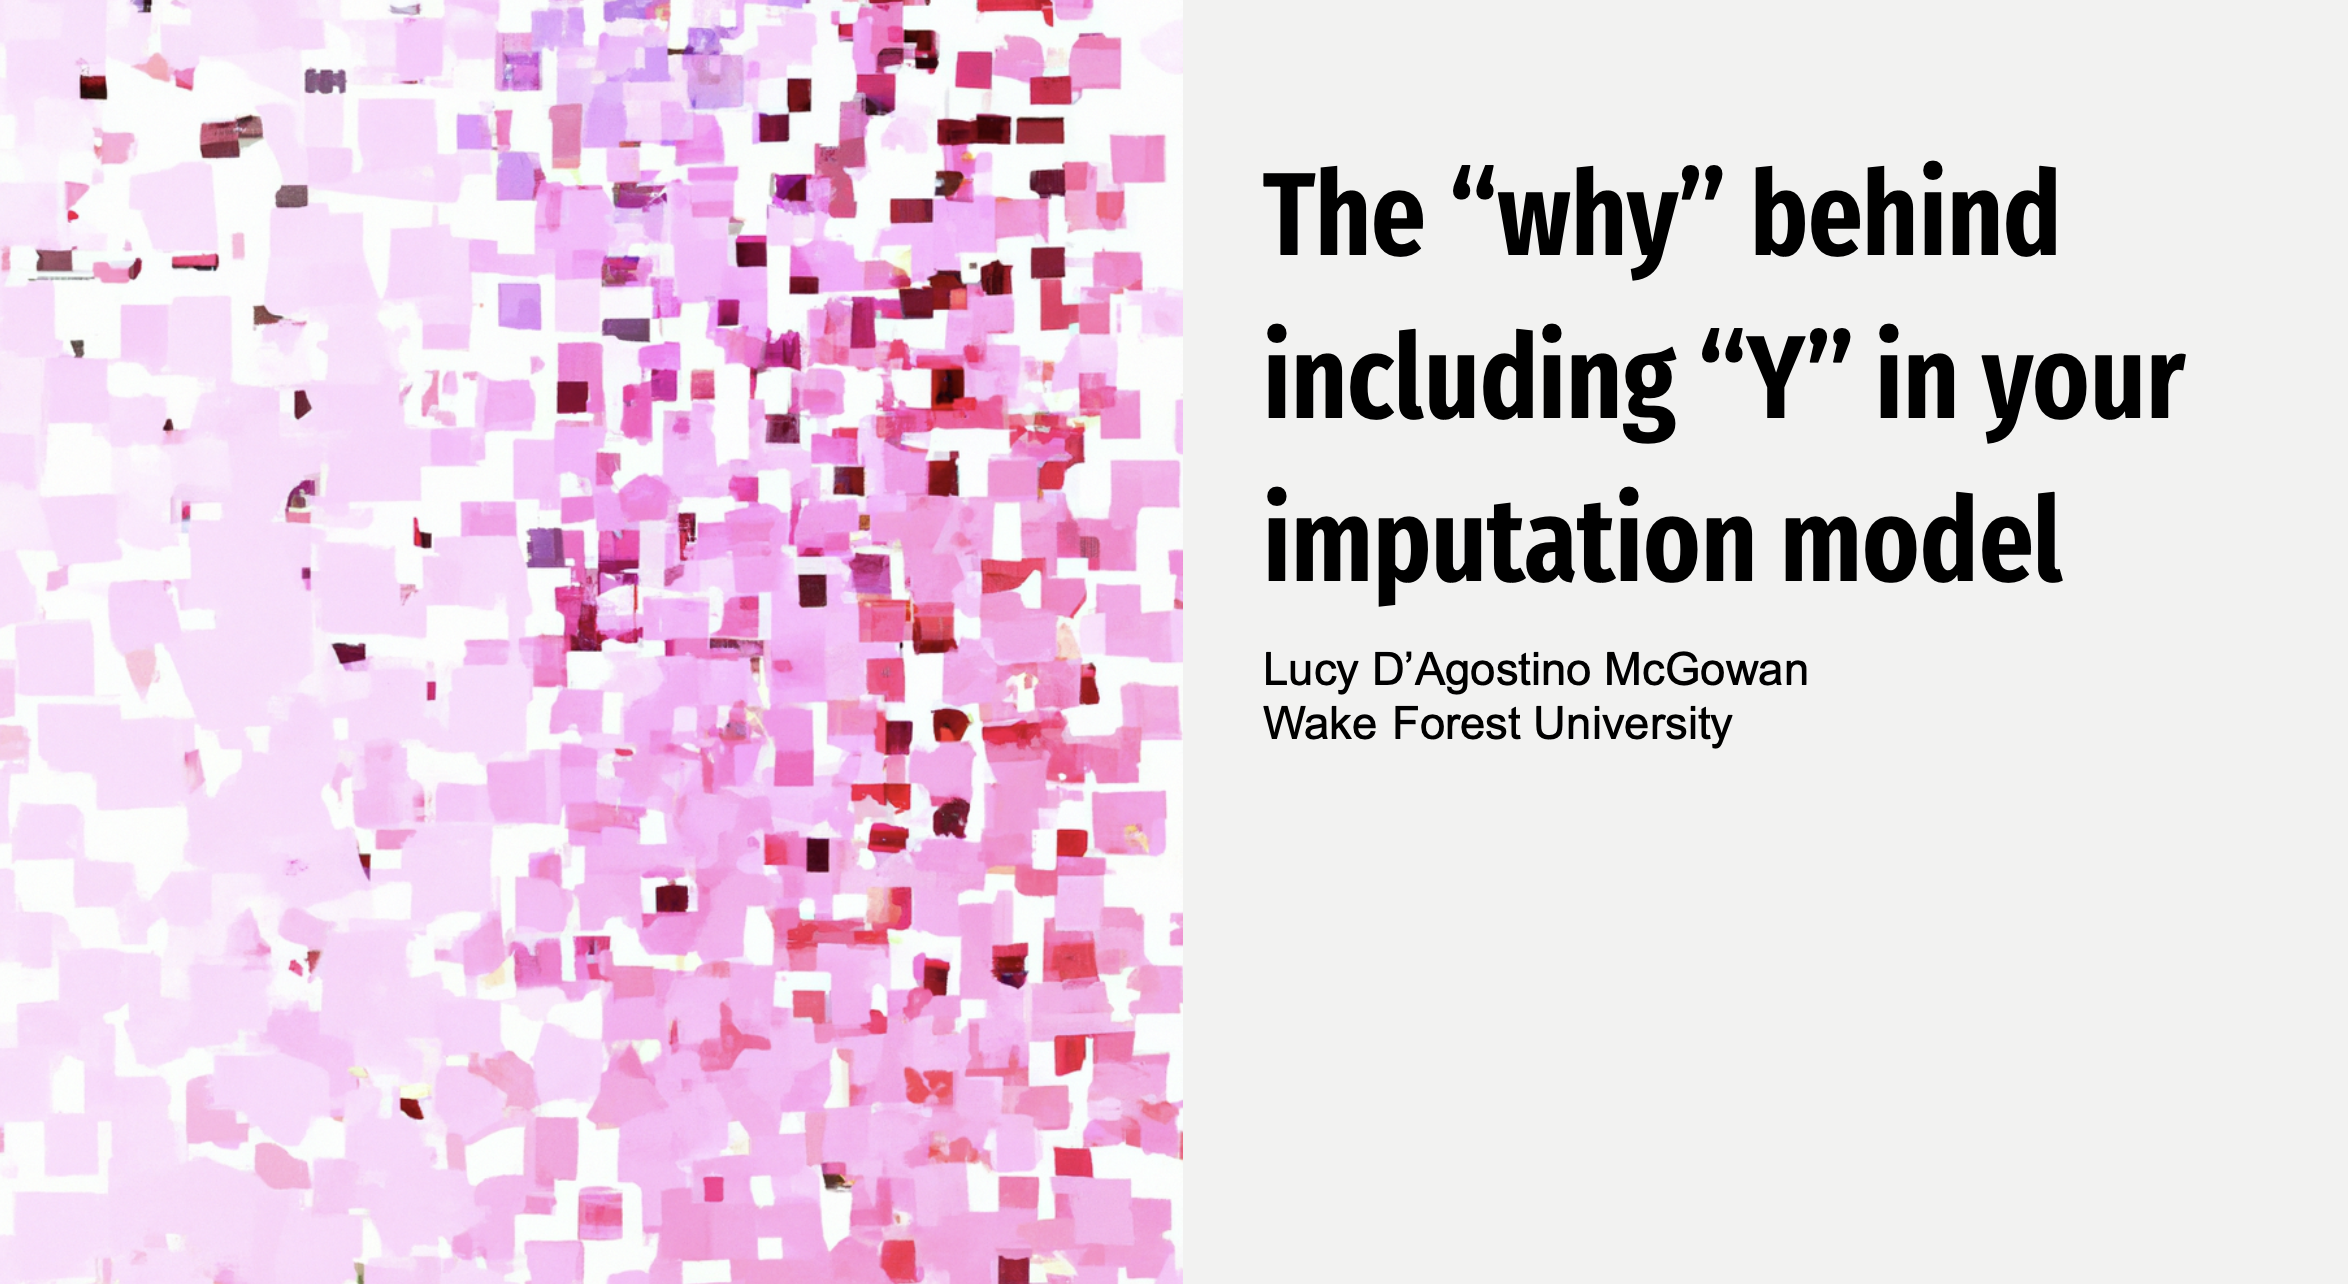 The “why” behind
including “Y” in your
imputation model
Lucy D’Agostino McGowan
Wake Forest University